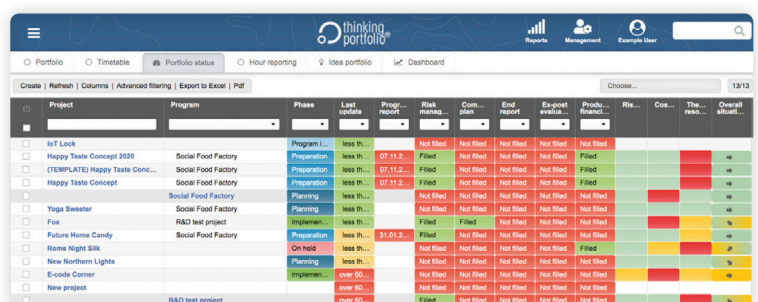 thinking portfolio®
Reports Management Example User
Portfolio Timetable Portfolio status Hour reporting Idea portfolio Dashboard
Create | Refresh | Columns | Advanced filtering | Export to Excel | Pdf Choose... 13/13
Project Program Phase Last update Progr... report Risk manag... Com... plan End report Ex-post evalua... Produ... financi... Ris... Cos... The... reso... Overall situati...
IoT Lock Program i... less th... Not filled Not filled Not filled Not filled Not filled
Happy Taste Concept 2020 Social Food Factory Preparation less th... 07.11.2... Filled Not filled Not filled Not filled Filled
(TEMPLATE) Happy Taste Conc... Social Food Factory Preparation less th... 07.11.2... Filled Not filled Not filled Not filled Filled
Happy Taste Concept Social Food Factory Preparation less th... 07.11.2... Filled Not filled Not filled Not filled Filled
Social Food Factory Planning less th... Not filled Not filled Not filled Not filled Not filled
Yoga Sweeter Social Food Factory Planning less th... Not filled Not filled Not filled Not filled Not filled
Fox R&D test project Implemen... less th... Filled Filled Not filled Not filled Not filled
Future Home Candy Social Food Factory Preparation less th... 31.01.2... Filled Not filled Not filled Not filled Not filled
Rome Night Silk On hold less th... Not filled Not filled Not filled Not filled Filled
New Northern Lights Planning less th... Not filled Not filled Not filled Not filled Not filled
E-code Corner Implemen... over 60... Not filled Not filled Not filled Not filled Not filled
New project over 60... Not filled Not filled Not filled Not filled Not filled
R&D test project over 60... Filled Not filled Not filled Not filled Not filled